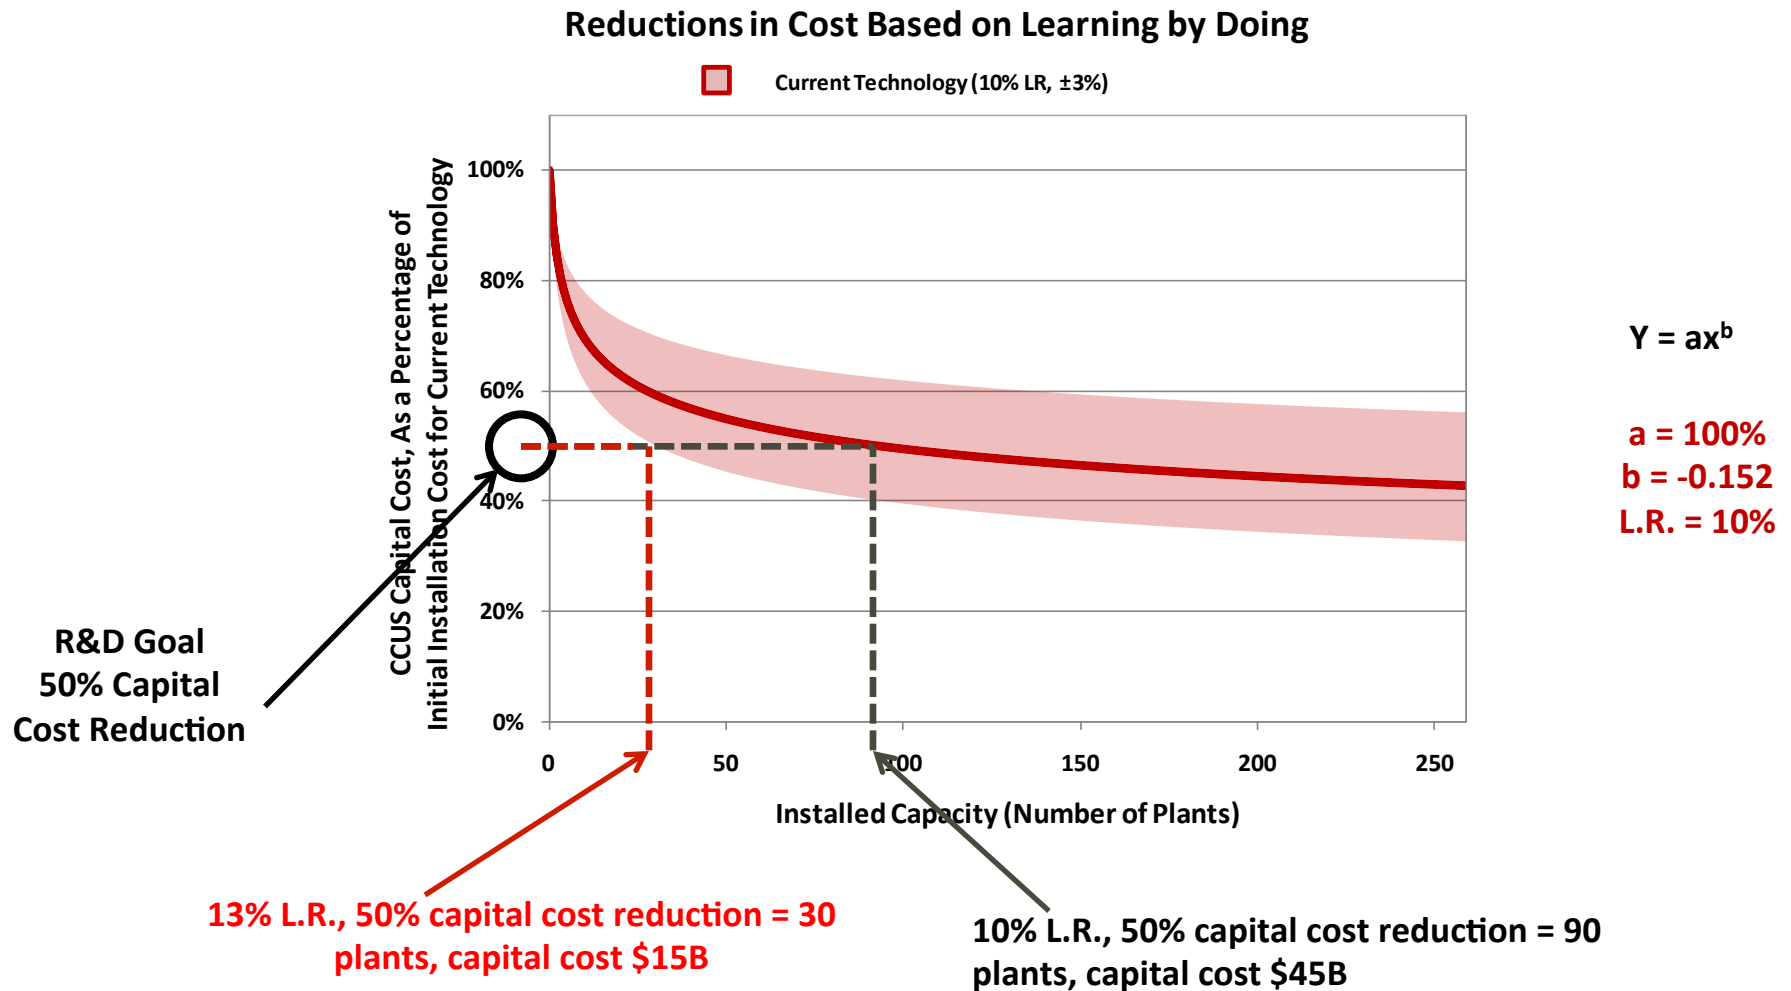 Reductions in Cost Based on Learning by Doing
Current Technology (10% LR, ±3%)
CCUS Capital Cost, As a Percentage of
Initial Installation Cost for Current Technology
100%
80%
60%
40%
20%
0%
0
50
100
150
200
250
Installed Capacity (Number of Plants)
Y = axᵇ
a = 100%
b = -0.152
L.R. = 10%
R&D Goal
50% Capital
Cost Reduction
13% L.R., 50% capital cost reduction = 30
plants, capital cost $15B
10% L.R., 50% capital cost reduction = 90
plants, capital cost $45B